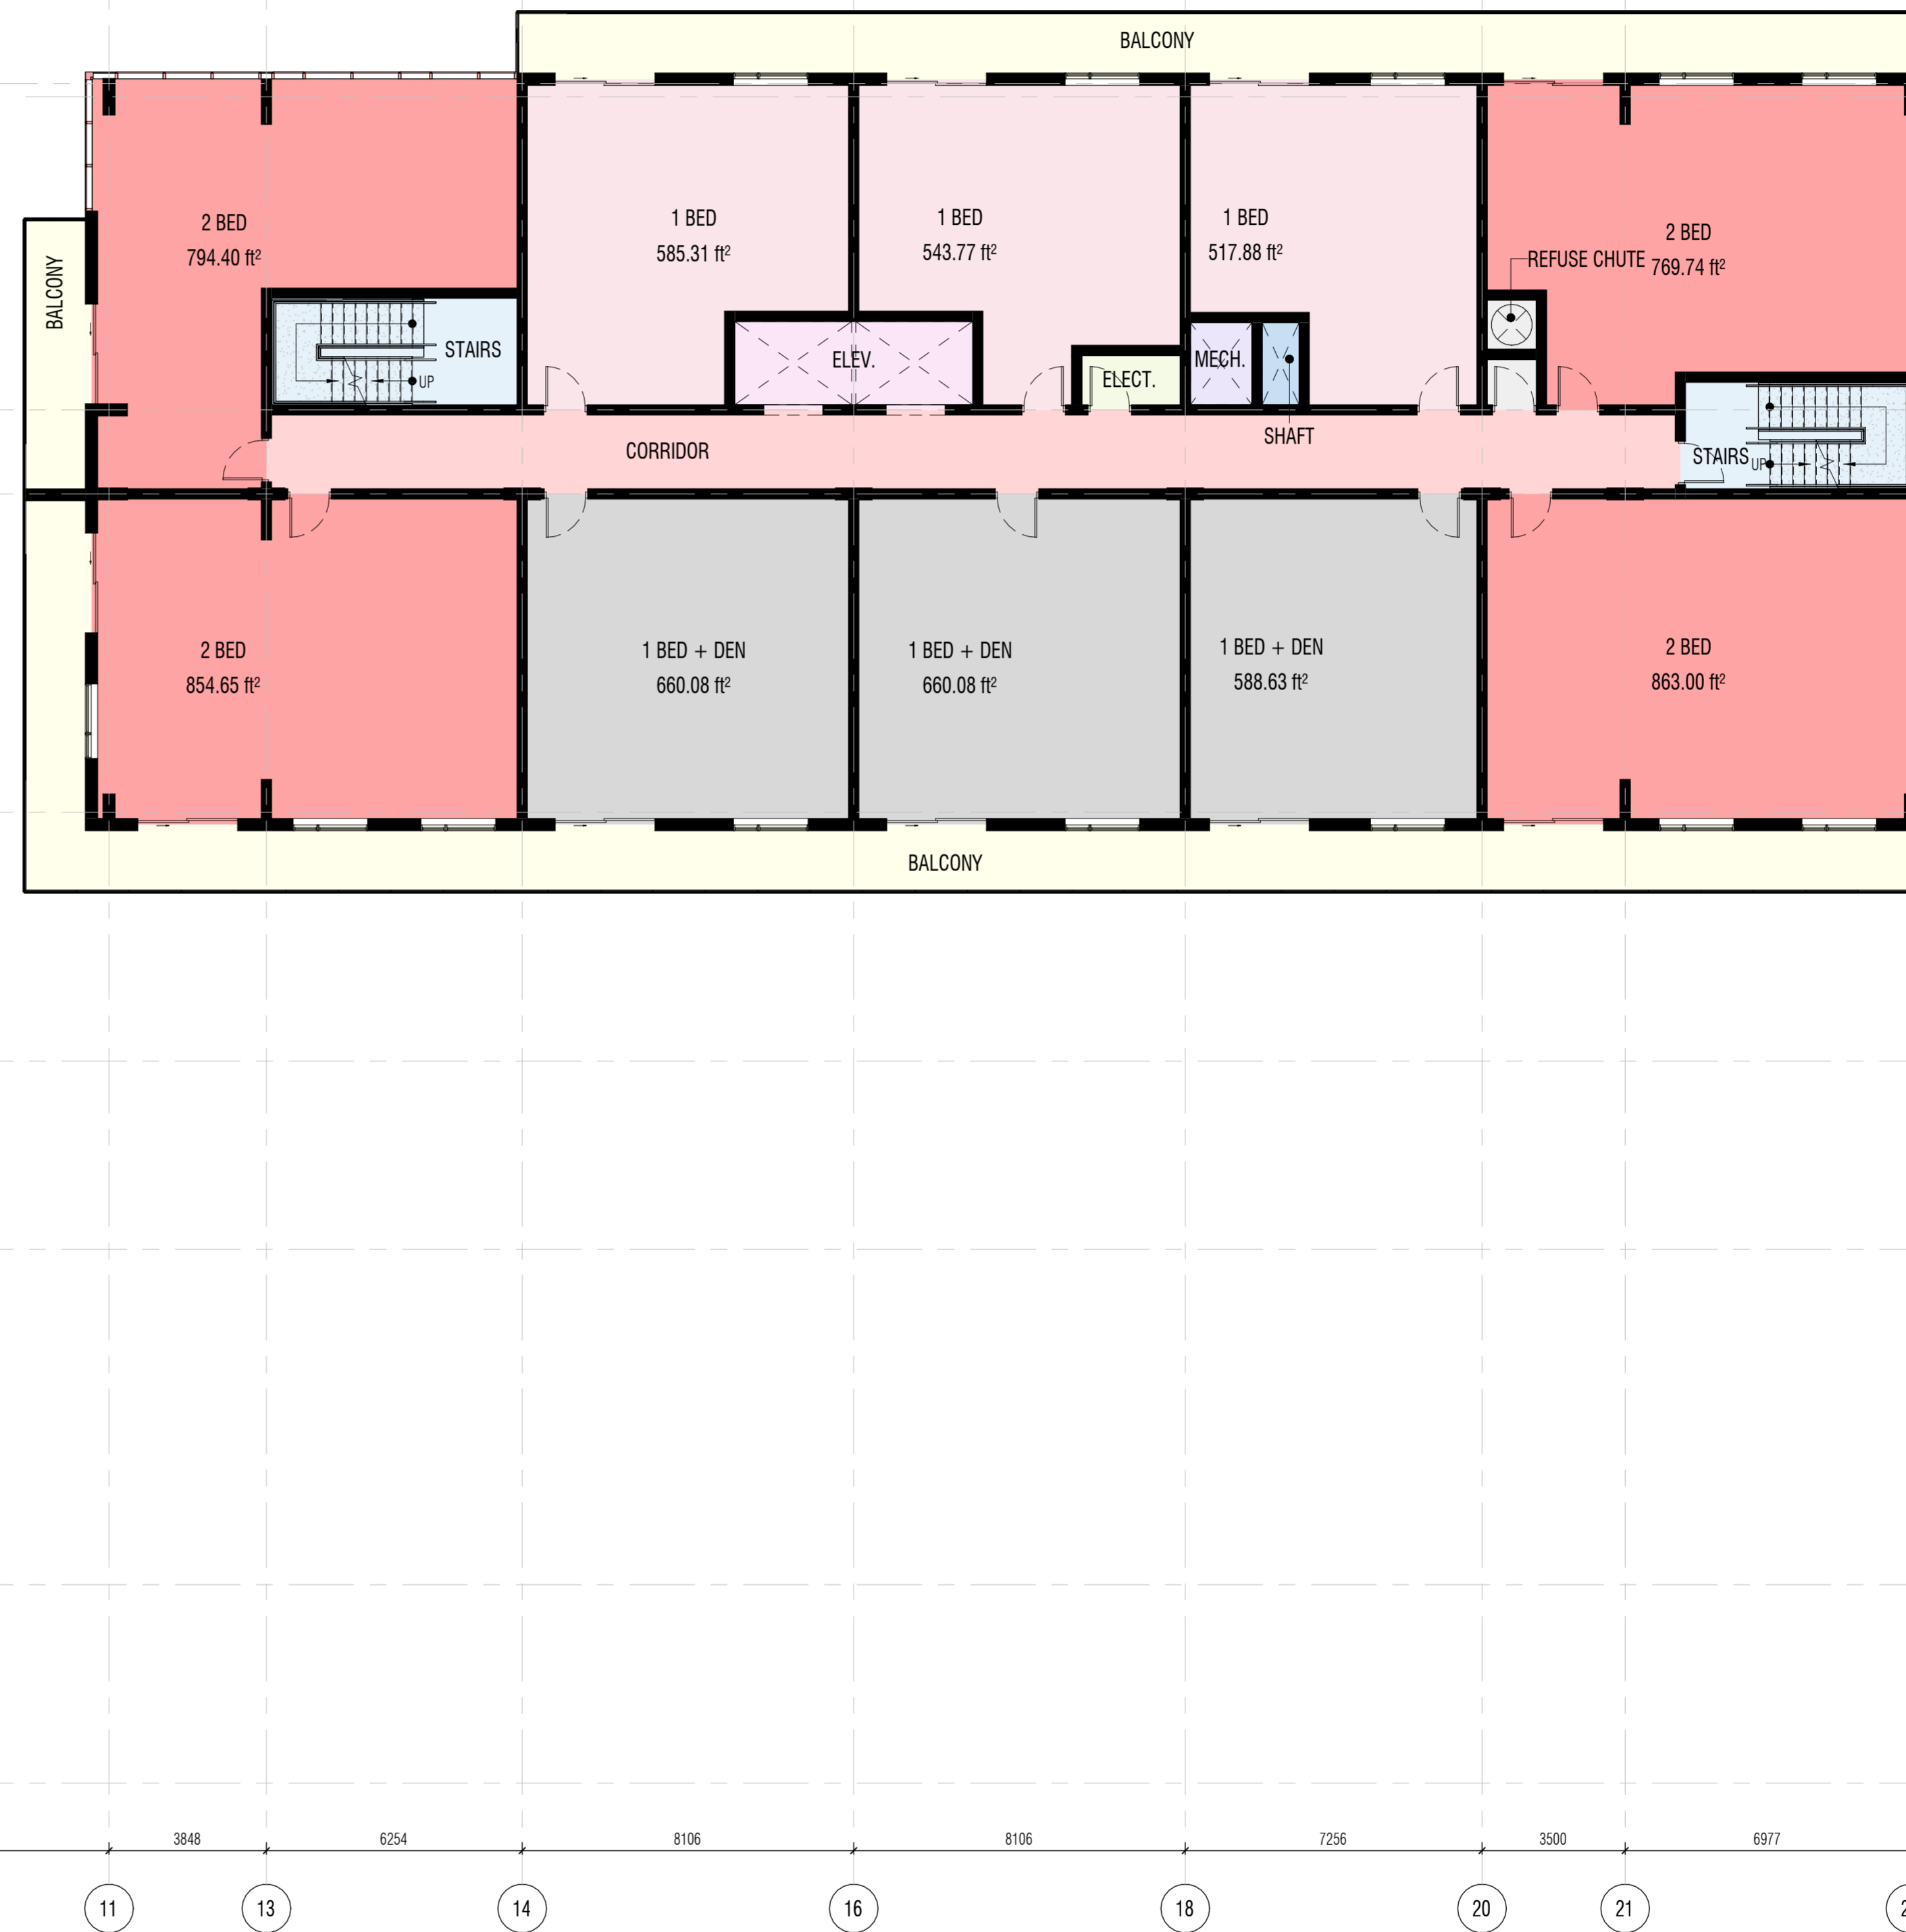 BALCONY
2 BED
794.40 ft²
1 BED
585.31 ft²
1 BED
543.77 ft²
1 BED
517.88 ft²
2 BED
769.74 ft²
REFUSE CHUTE
BALCONY
STAIRS
UP
ELEV.
ELECT.
MECH.
SHAFT
CORRIDOR
STAIRS
UP
2 BED
854.65 ft²
1 BED + DEN
660.08 ft²
1 BED + DEN
660.08 ft²
1 BED + DEN
588.63 ft²
2 BED
863.00 ft²
BALCONY
3848
6254
8106
8106
7256
3500
6977
11
13
14
16
18
20
21